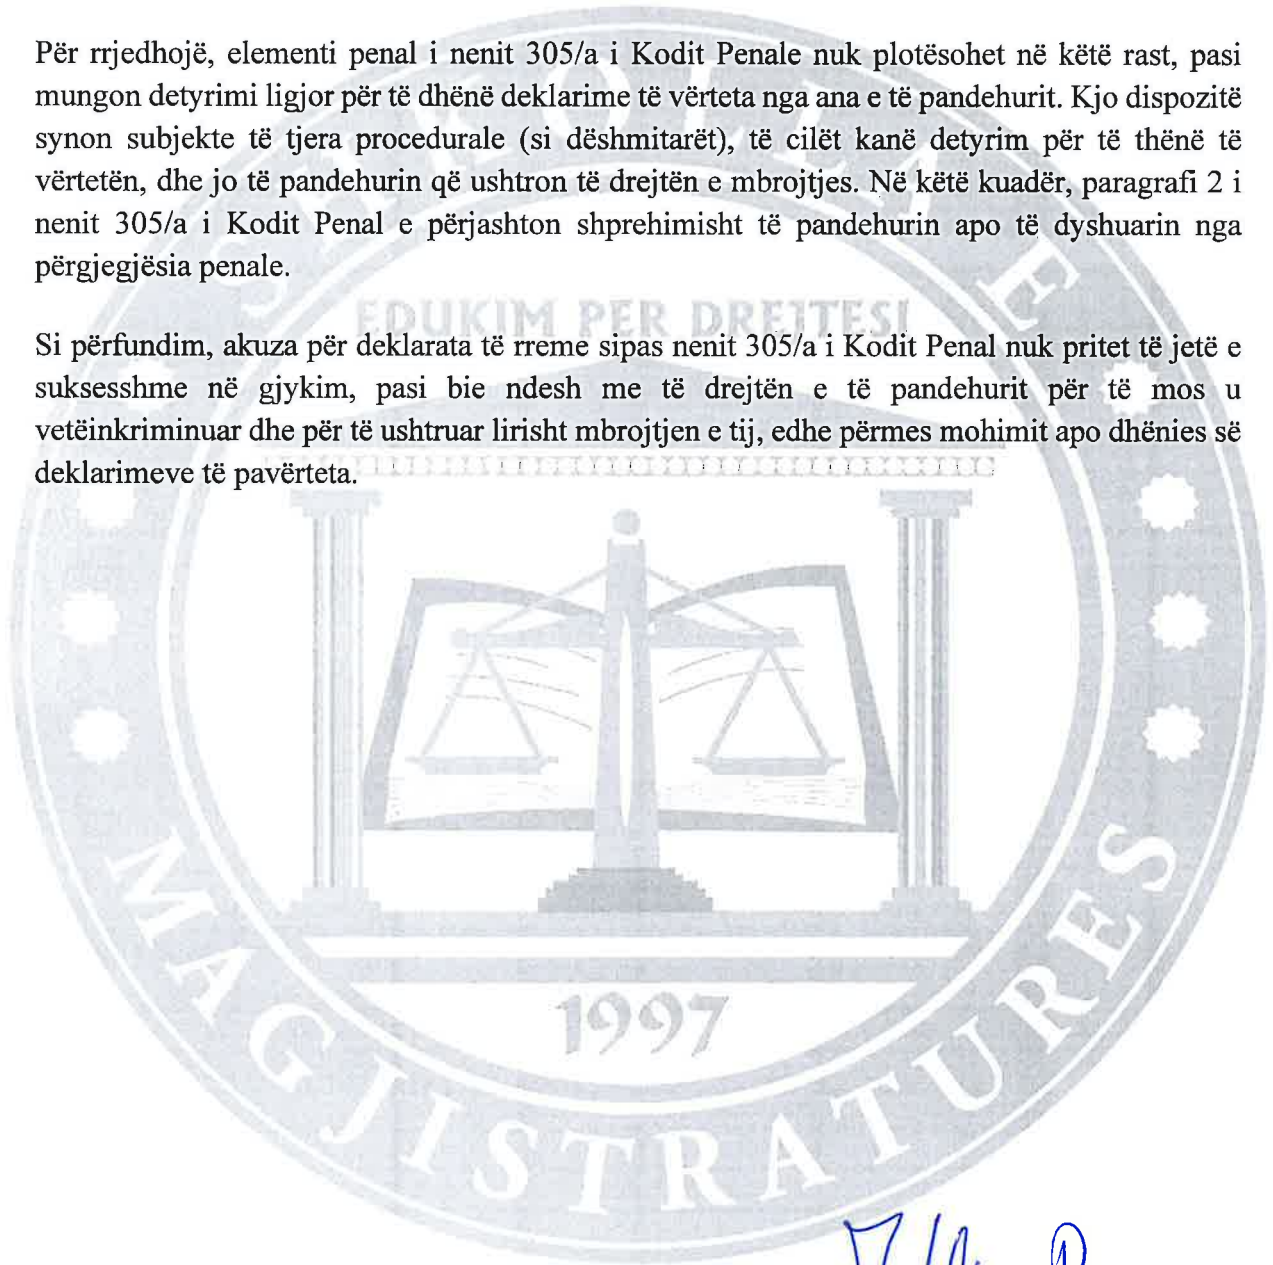 Për rrjedhojë, elementi penal i nenit 305/a i Kodit Penale nuk plotësohet në këtë rast, pasi
mungon detyrimi ligjor për të dhënë deklarime të vërteta nga ana e të pandehurit. Kjo dispozitë
synon subjekte të tjera procedurale (si dëshmitarët), të cilët kanë detyrim për të thënë të
vërtetën, dhe jo të pandehurin që ushtron të drejtën e mbrojtjes. Në këtë kuadër, paragrafi 2 i
nenit 305/a i Kodit Penal e përjashton shprehimisht të pandehurin apo të dyshuarin nga
përgjegjësia penale.
EDUKIM PER DREJTESI
Si përfundim, akuza për deklarata të rreme sipas nenit 305/a i Kodit Penal nuk pritet të jetë e
suksesshme në gjykim, pasi bie ndesh me të drejtën e të pandehurit për të mos u
vetëinkriminuar dhe për të ushtruar lirisht mbrojtjen e tij, edhe përmes mohimit apo dhënies së
deklarimeve të pavërteta.
1997
SHKOLLA E
MAGJISTRATURES